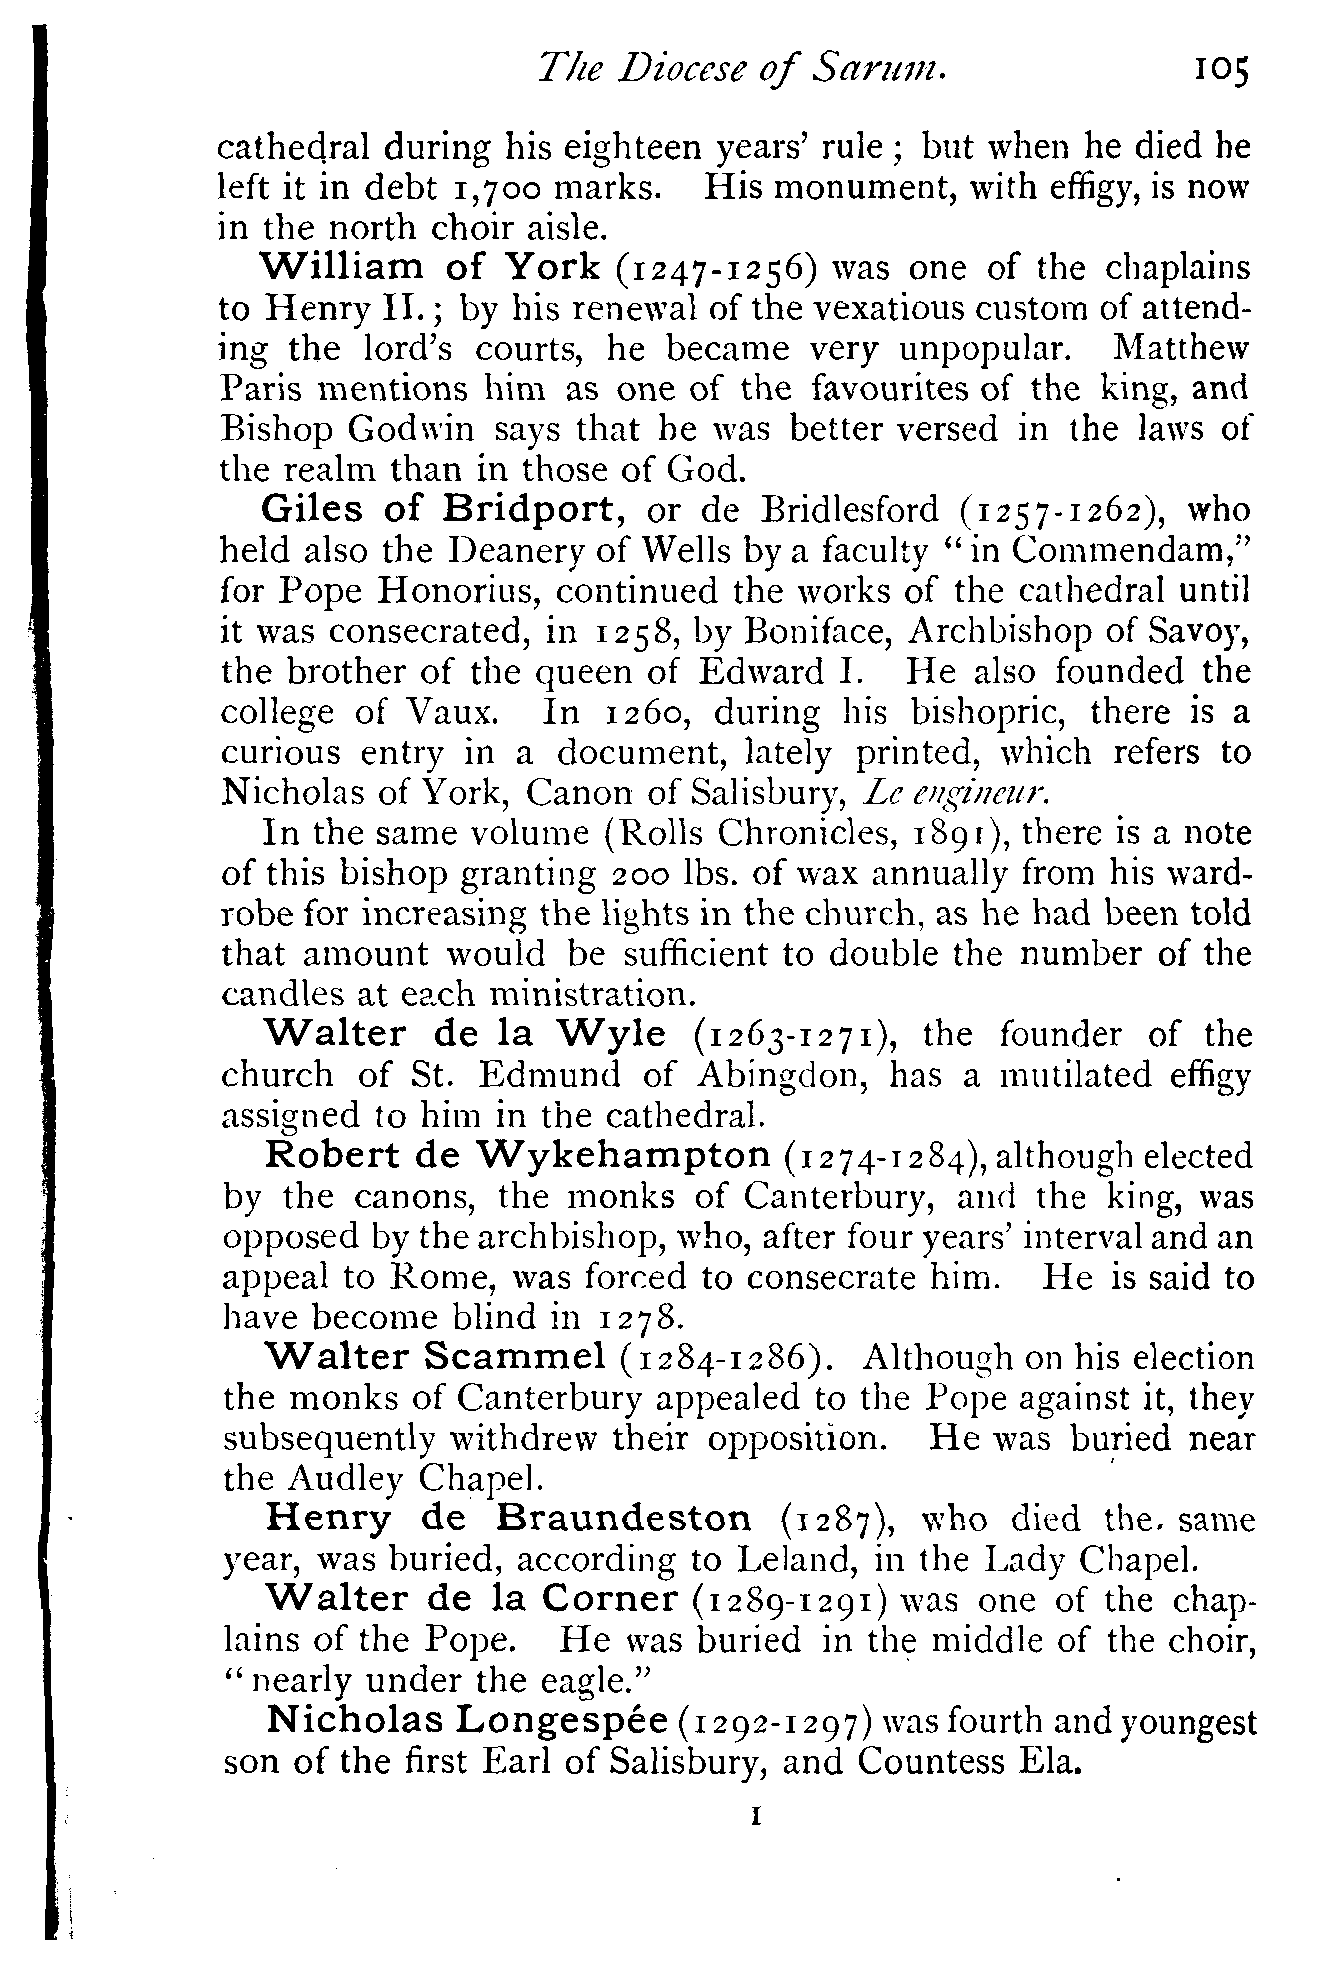 The Diocese of Sarum. 105
cathedral during his eighteen years' rule ; but when he died he
left it in debt 1,700 marks. His monument, with effigy, is now
in the north choir aisle.
William of York (1247-1256) was one of the chaplains
to Henry II. ; by his renewal of the vexatious custom of attend-
ing the lord's courts, he became very unpopular. Matthew
Paris mentions him as one of the favourites of the king, and
Bishop Godwin says that he was better versed in the laws of
the realm than in those of God.
Giles of Bridport, or de Bridlesford (1257-1262), who
held also the Deanery of Wells by a faculty “ in Commendam,”
for Pope Honorius, continued the works of the cathedral until
it was consecrated, in 1258, by Boniface, Archbishop of Savoy,
the brother of the queen of Edward I. He also founded the
college of Vaux. In 1260, during his bishopric, there is a
curious entry in a document, lately printed, which refers to
Nicholas of York, Canon of Salisbury, Le engineur.
In the same volume (Rolls Chronicles, 1891), there is a note
of this bishop granting 200 lbs. of wax annually from his ward-
robe for increasing the lights in the church, as he had been told
that amount would be sufficient to double the number of the
candles at each ministration.
Walter de la Wyle (1263-1271), the founder of the
church of St. Edmund of Abingdon, has a mutilated effigy
assigned to him in the cathedral.
Robert de Wykehampton (1274-1284), although elected
by the canons, the monks of Canterbury, and the king, was
opposed by the archbishop, who, after four years' interval and an
appeal to Rome, was forced to consecrate him. He is said to
have become blind in 1278.
Walter Scammel (1284-1286). Although on his election
the monks of Canterbury appealed to the Pope against it, they
subsequently withdrew their opposition. He was buried near
the Audley Chapel.
Henry de Braundeston (1287), who died the same
year, was buried, according to Leland, in the Lady Chapel.
Walter de la Corner (1289-1291) was one of the chap-
lains of the Pope. He was buried in the middle of the choir,
“ nearly under the eagle.”
Nicholas Longespée (1292-1297) was fourth and youngest
son of the first Earl of Salisbury, and Countess Ela.
I